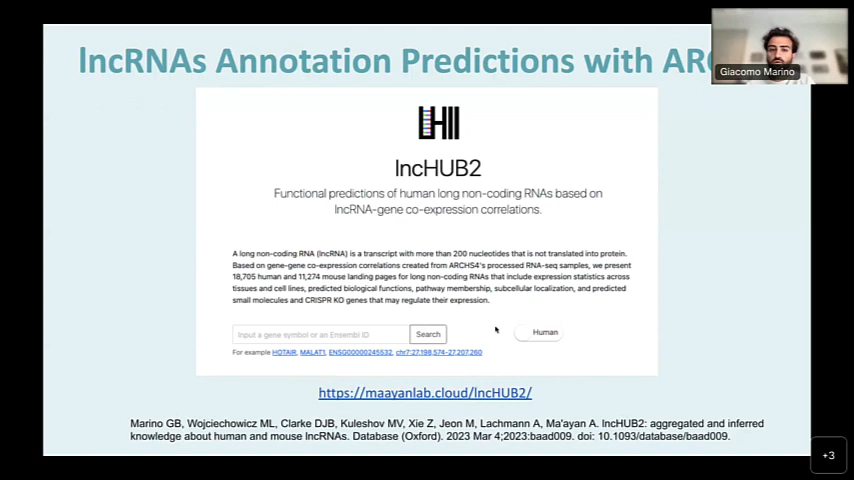 lncRNAs Annotation Predictions with ARC
Giacomo Marino
lncHUB2
Functional predictions of human long non-coding RNAs based on
lncRNA-gene co-expression correlations.
A long non-coding RNA (lncRNA) is a transcript with more than 200 nucleotides that is not translated into protein.
Based on gene-gene co-expression correlations created from ARCHS4's processed RNA-seq samples, we present
18,705 human and 11,274 mouse landing pages for long non-coding RNAs that include expression statistics across
tissues and cell lines, predicted biological functions, pathway membership, subcellular localization, and predicted
small molecules and CRISPR KO genes that may regulate their expression.
Input a gene symbol or an Ensembl ID Search Human
For example HOTAIR, MALAT1, ENSG00000245532, chr7:27,198,574-27,207,260
https://maayanlab.cloud/lncHUB2/
Marino GB, Wojciechowicz ML, Clarke DJB, Kuleshov MV, Xie Z, Jeon M, Lachmann A, Ma'ayan A. lncHUB2: aggregated and inferred
knowledge about human and mouse lncRNAs. Database (Oxford). 2023 Mar 4;2023:baad009. doi: 10.1093/database/baad009.
+3